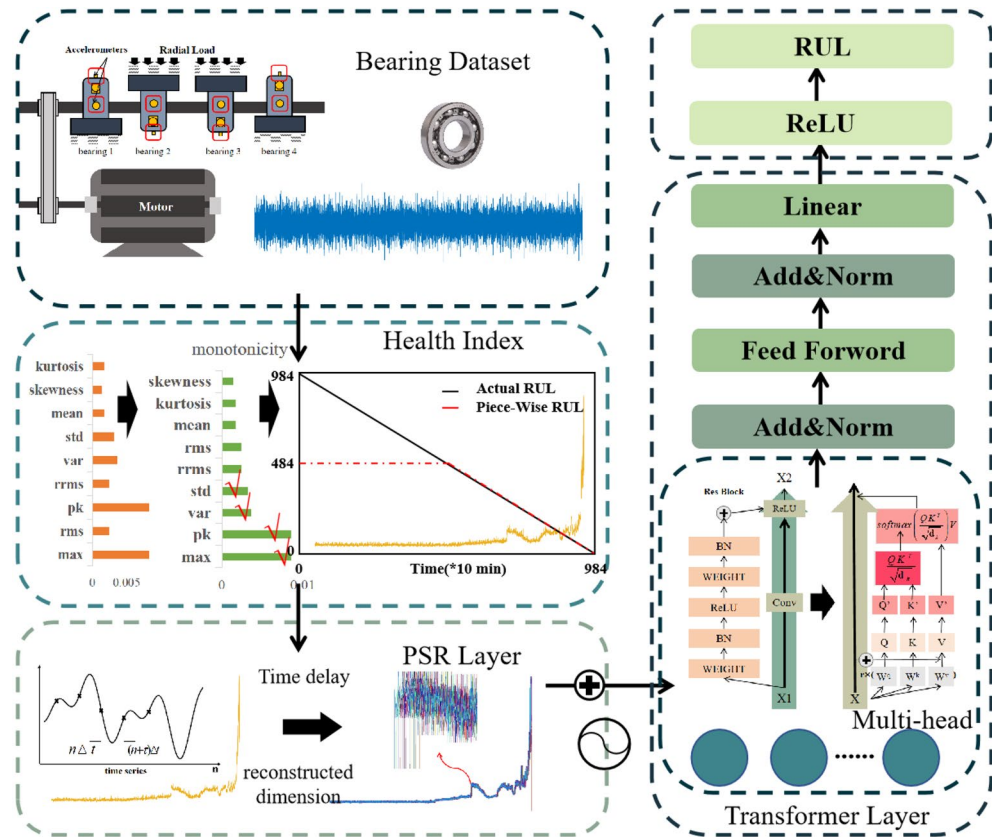 Bearing Dataset
Accelerometers
Radial Load
bearing 1
bearing 2
bearing 3
bearing 4
Motor
Health Index
kurtosis
skewness
mean
std
var
rrms
pk
rms
max
0
0.005
monotonicity
skewness
kurtosis
mean
rms
rrms
std
var
pk
max
0
0.01
984
484
0
Actual RUL
Piece-Wise RUL
0
984
Time(*10 min)
PSR Layer
Time delay
reconstructed
dimension
n
time series
RUL
ReLU
Linear
Add&Norm
Feed Forword
Add&Norm
Res Block
X2
ReLU
BN
WEIGHT
ReLU
BN
WEIGHT
Conv
X1
X
Q' K' V'
Q K V
Multi-head
Transformer Layer